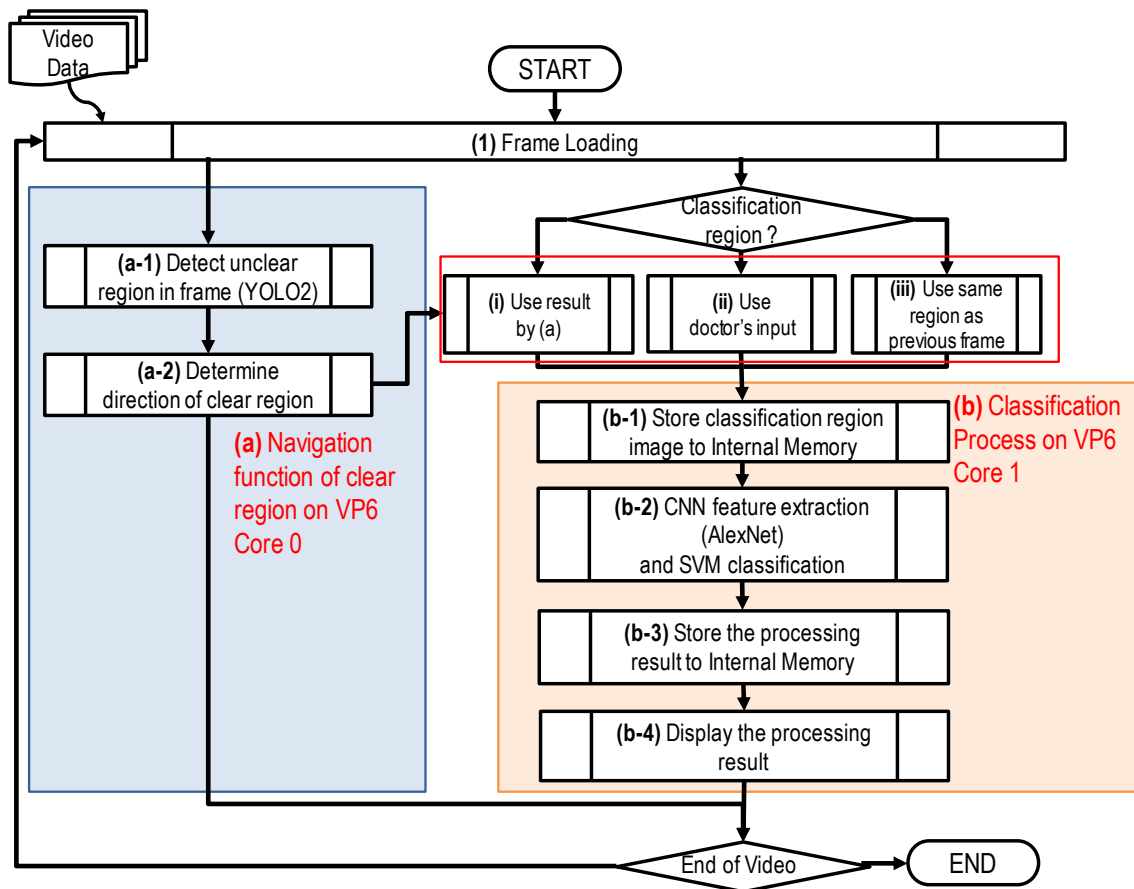 Video
Data
START
(1) Frame Loading
Classification
region ?
(a-1) Detect unclear
region in frame (YOLO2)
(a-2) Determine
direction of clear region
(a) Navigation
function of clear
region on VP6
Core 0
(i) Use result
by (a)
(ii) Use
doctor's input
(iii) Use same
region as
previous frame
(b-1) Store classification region
image to Internal Memory
(b) Classification
Process on VP6
Core 1
(b-2) CNN feature extraction
(AlexNet)
and SVM classification
(b-3) Store the processing
result to Internal Memory
(b-4) Display the processing
result
End of Video
END